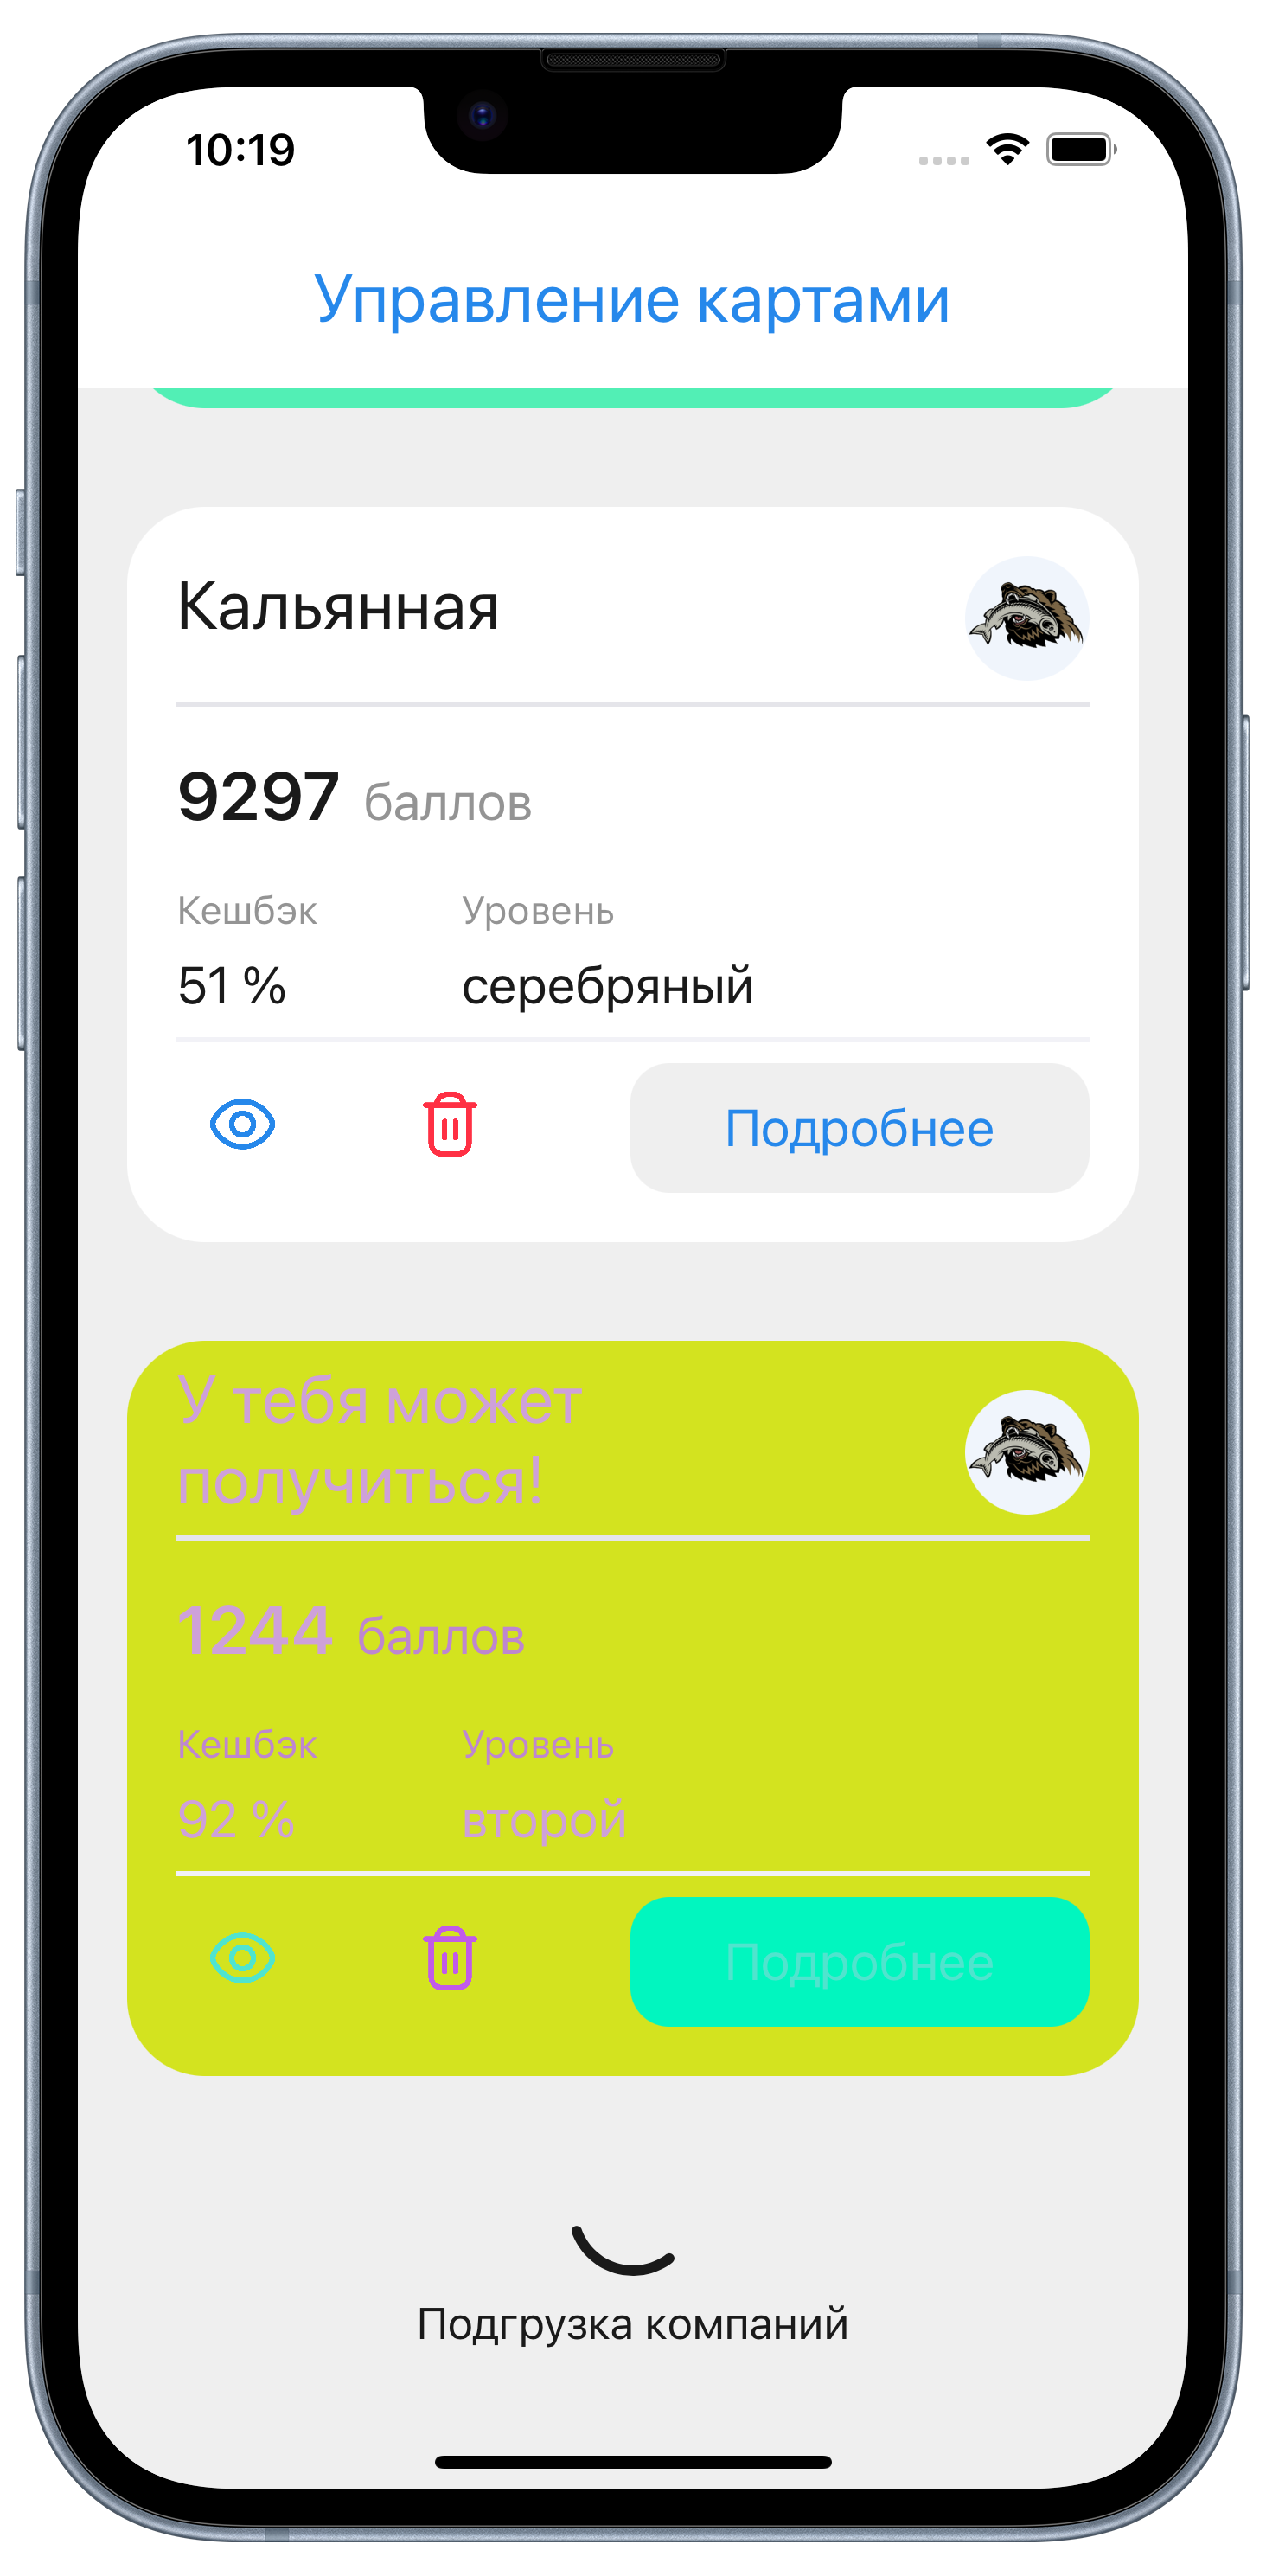 10:19
Управление картами
Кальянная
9297 баллов
Кешбэк Уровень
51 % серебряный
Подробнее
У тебя может
получиться!
1244 баллов
Кешбэк Уровень
92 % второй
Подробнее
Подгрузка компаний